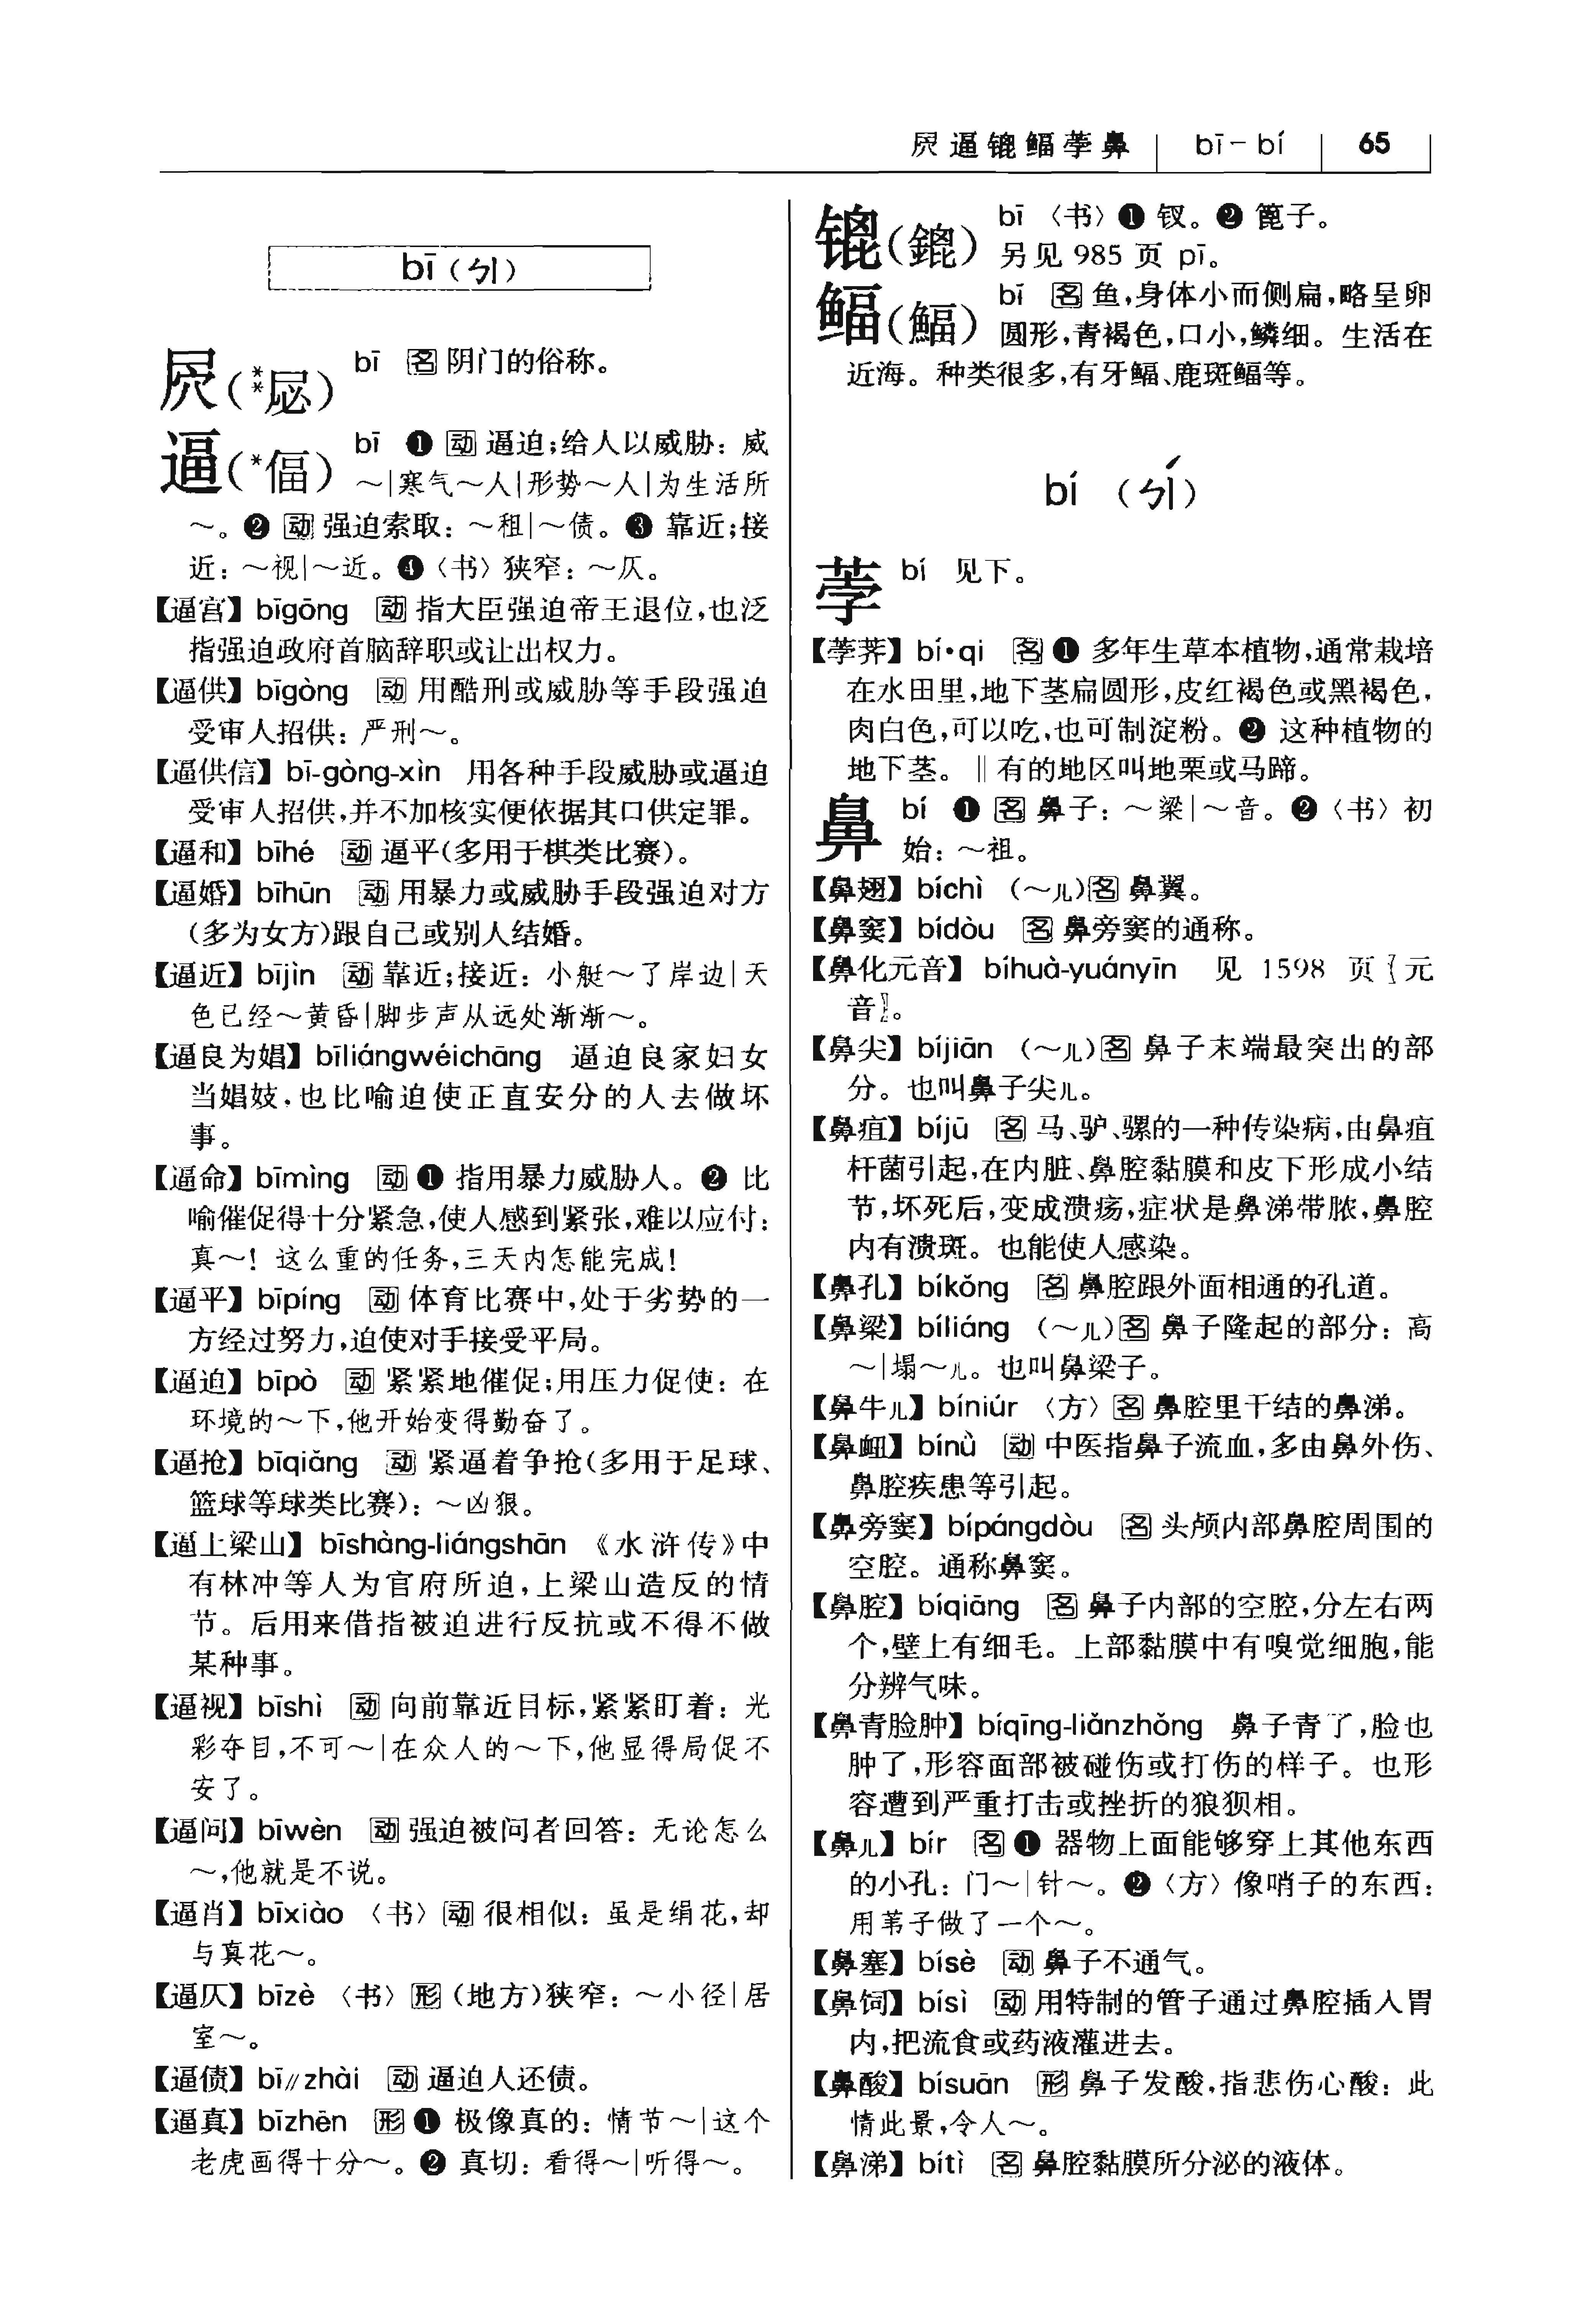 屄逼锟鲾荸鼻 bī–bí 65
bī (ㄅㄧ)
屄(**屄) bī 名 阴门的俗称。
逼(*偪) bī ❶ 动 逼迫;给人以威胁:威
～|寒气～人|形势～人|为生活所
～。❷ 动 强迫索取:～租|～债。❸ 靠近;接
近:～视|～近。❹〈书〉狭窄:～仄。
【逼宫】bīgōng 动 指大臣强迫帝王退位,也泛
指强迫政府首脑辞职或让出权力。
【逼供】bīgòng 动 用酷刑或威胁等手段强迫
受审人招供:严刑～。
【逼供信】bī-gòng-xìn 用各种手段威胁或逼迫
受审人招供,并不加核实便依据其口供定罪。
【逼和】bīhé 动 逼平(多用于棋类比赛)。
【逼婚】bīhūn 动 用暴力或威胁手段强迫对方
(多为女方)跟自己或别人结婚。
【逼近】bījìn 动 靠近;接近:小艇～了岸边|天
色已经～黄昏|脚步声从远处渐渐～。
【逼良为娼】bīliángwéichāng 逼迫良家妇女
当娼妓,也比喻迫使正直安分的人去做坏
事。
【逼命】bīmìng 动 ❶ 指用暴力威胁人。❷ 比
喻催促得十分紧急,使人感到紧张,难以应付:
真～!这么重的任务,三天内怎能完成!
【逼平】bīpíng 动 体育比赛中,处于劣势的一
方经过努力,迫使对手接受平局。
【逼迫】bīpò 动 紧紧地催促;用压力促使:在
环境的～下,他开始变得勤奋了。
【逼抢】bīqiǎng 动 紧逼着争抢(多用于足球、
篮球等球类比赛):～凶狠。
【逼上梁山】bīshàng-liángshān 《水浒传》中
有林冲等人为官府所迫,上梁山造反的情
节。后用来借指被迫进行反抗或不得不做
某种事。
【逼视】bīshì 动 向前靠近目标,紧紧盯着:光
彩夺目,不可～|在众人的～下,他显得局促不
安了。
【逼问】bīwèn 动 强迫被问者回答:无论怎么
～,他就是不说。
【逼肖】bīxiào 〈书〉动 很相似:虽是绢花,却
与真花～。
【逼仄】bīzè 〈书〉形 (地方)狭窄:～小径|居
室～。
【逼债】bī//zhài 动 逼迫人还债。
【逼真】bīzhēn 形 ❶ 极像真的:情节～|这个
老虎画得十分～。❷ 真切:看得～|听得～。
锟(錕) bī 〈书〉❶ 钗。❷ 篦子。
另见 985 页 pī。
鲾(鰏) bī 名 鱼,身体小而侧扁,略呈卵
圆形,青褐色,口小,鳞细。生活在
近海。种类很多,有牙鲾、鹿斑鲾等。
bí (ㄅㄧˊ)
荸 bí 见下。
【荸荠】bí·qi 名 ❶ 多年生草本植物,通常栽培
在水田里,地下茎扁圆形,皮红褐色或黑褐色,
肉白色,可以吃,也可制淀粉。❷ 这种植物的
地下茎。‖有的地区叫地栗或马蹄。
鼻 bí ❶ 名 鼻子:～梁|～音。❷〈书〉初
始:～祖。
【鼻翅】bíchì (～儿)名 鼻翼。
【鼻窦】bídòu 名 鼻旁窦的通称。
【鼻化元音】bíhuà-yuányīn 见 1598 页〖元
音〗。
【鼻尖】bíjiān (～儿)名 鼻子末端最突出的部
分。也叫鼻子尖儿。
【鼻疽】bíjū 名 马、驴、骡的一种传染病,由鼻疽
杆菌引起,在内脏、鼻腔黏膜和皮下形成小结
节,坏死后,变成溃疡,症状是鼻涕带脓,鼻腔
内有溃斑。也能使人感染。
【鼻孔】bíkǒng 名 鼻腔跟外面相通的孔道。
【鼻梁】bíliáng (～儿)名 鼻子隆起的部分:高
～|塌～儿。也叫鼻梁子。
【鼻牛儿】bíniúr 〈方〉名 鼻腔里干结的鼻涕。
【鼻衄】bínǜ 动 中医指鼻子流血,多由鼻外伤、
鼻腔疾患等引起。
【鼻旁窦】bípángdòu 名 头颅内部鼻腔周围的
空腔。通称鼻窦。
【鼻腔】bíqiāng 名 鼻子内部的空腔,分左右两
个,壁上有细毛。上部黏膜中有嗅觉细胞,能
分辨气味。
【鼻青脸肿】bíqīng-liǎnzhǒng 鼻子青了,脸也
肿了,形容面部被碰伤或打伤的样子。也形
容遭到严重打击或挫折的狼狈相。
【鼻儿】bír 名 ❶ 器物上面能够穿上其他东西
的小孔:门～|针～。❷〈方〉像哨子的东西:
用苇子做了一个～。
【鼻塞】bísè 动 鼻子不通气。
【鼻饲】bísì 动 用特制的管子通过鼻腔插入胃
内,把流食或药液灌进去。
【鼻酸】bísuān 形 鼻子发酸,指悲伤心酸:此
情此景,令人～。
【鼻涕】bítì 名 鼻腔黏膜所分泌的液体。